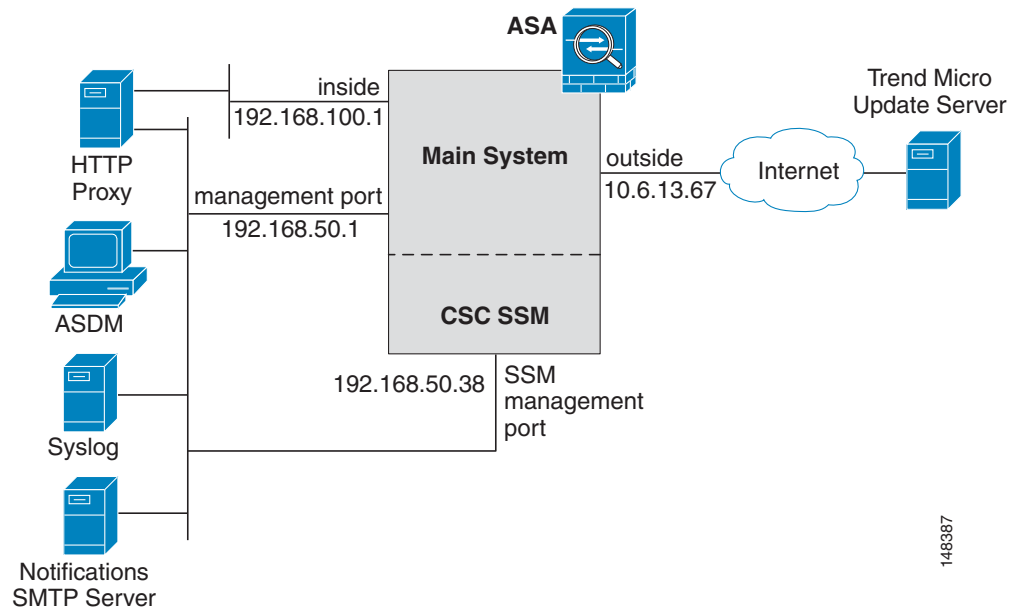 ASA
Trend Micro
Update Server
inside
192.168.100.1
Main System
outside
10.6.13.67
Internet
HTTP
Proxy
management port
192.168.50.1
ASDM
CSC SSM
192.168.50.38
SSM
management
port
Syslog
Notifications
SMTP Server
148387